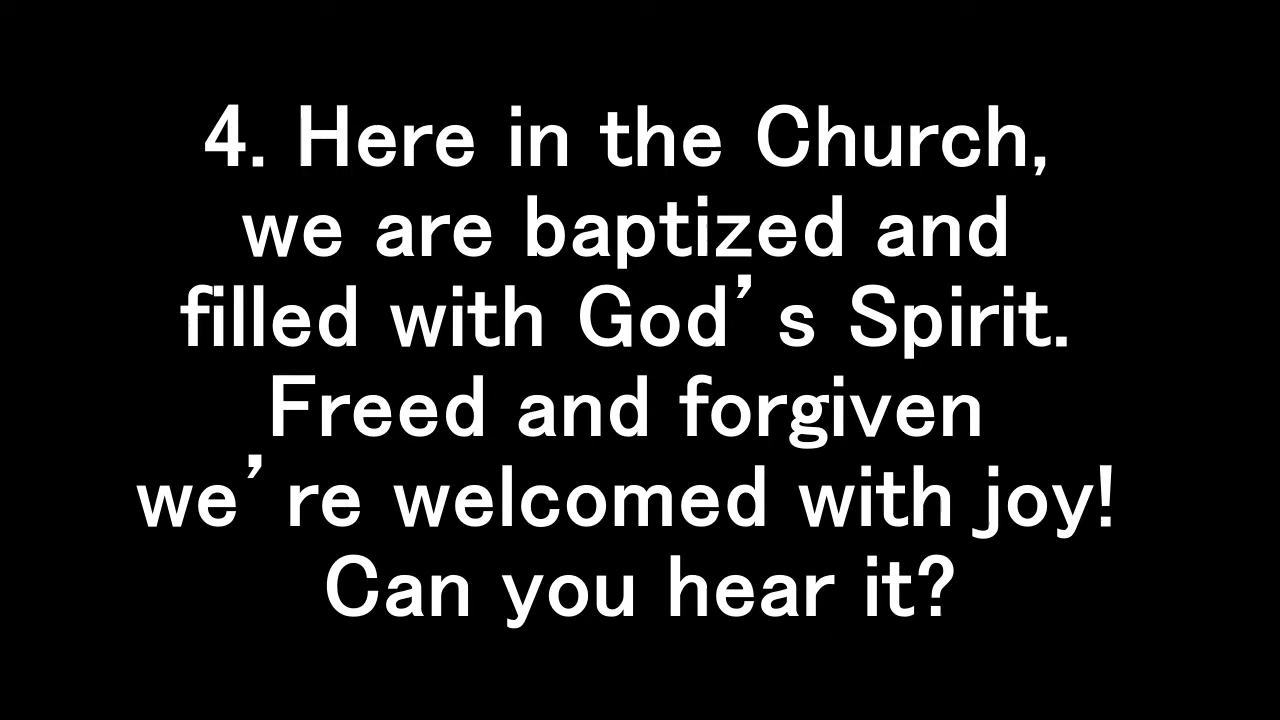 4. Here in the Church,
we are baptized and
filled with God’s Spirit.
Freed and forgiven
we’re welcomed with joy!
Can you hear it?